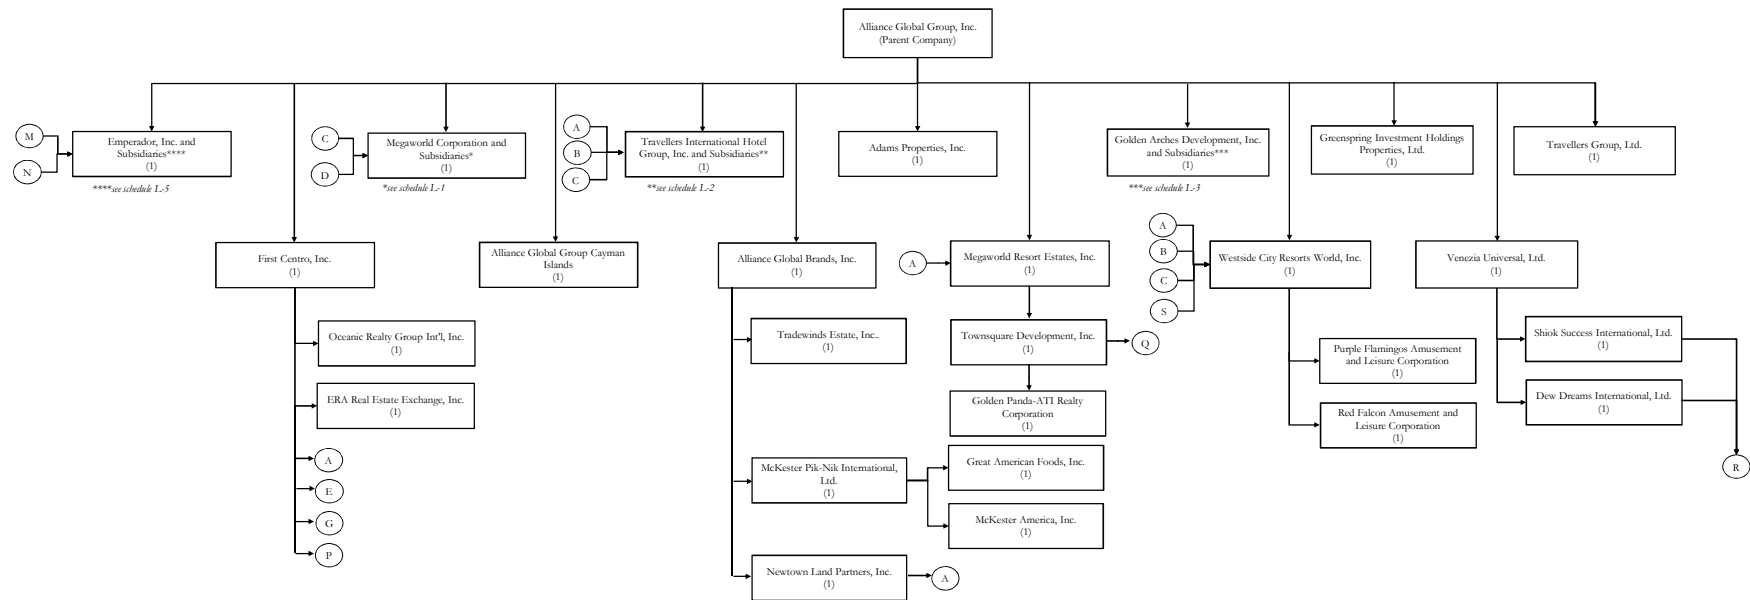 Alliance Global Group, Inc.
(Parent Company)
M
N
Emperador, Inc. and
Subsidiaries****
(1)
****see schedule L-5
C
D
Megaworld Corporation and
Subsidiaries*
(1)
*see schedule L-1
A
B
C
Travellers International Hotel
Group, Inc. and Subsidiaries**
(1)
**see schedule L-2
Adams Properties, Inc.
(1)
Golden Arches Development, Inc.
and Subsidiaries***
(1)
***see schedule L-3
Greenspring Investment Holdings
Properties, Ltd.
(1)
Travellers Group, Ltd.
(1)
First Centro, Inc.
(1)
Alliance Global Group Cayman
Islands
(1)
Alliance Global Brands, Inc.
(1)
A
Megaworld Resort Estates, Inc.
(1)
A
B
C
S
Westside City Resorts World, Inc.
(1)
Venezia Universal, Ltd.
(1)
Oceanic Realty Group Int'l, Inc.
(1)
ERA Real Estate Exchange, Inc.
(1)
A
E
G
P
Tradewinds Estate, Inc..
(1)
Townsquare Development, Inc.
(1)
Q
Golden Panda-ATI Realty
Corporation
(1)
McKester Pik-Nik International,
Ltd.
(1)
Great American Foods, Inc.
(1)
McKester America, Inc.
(1)
Newtown Land Partners, Inc.
(1)
A
Purple Flamingos Amusement
and Leisure Corporation
(1)
Red Falcon Amusement and
Leisure Corporation
(1)
Shiok Success International, Ltd.
(1)
Dew Dreams International, Ltd.
(1)
R